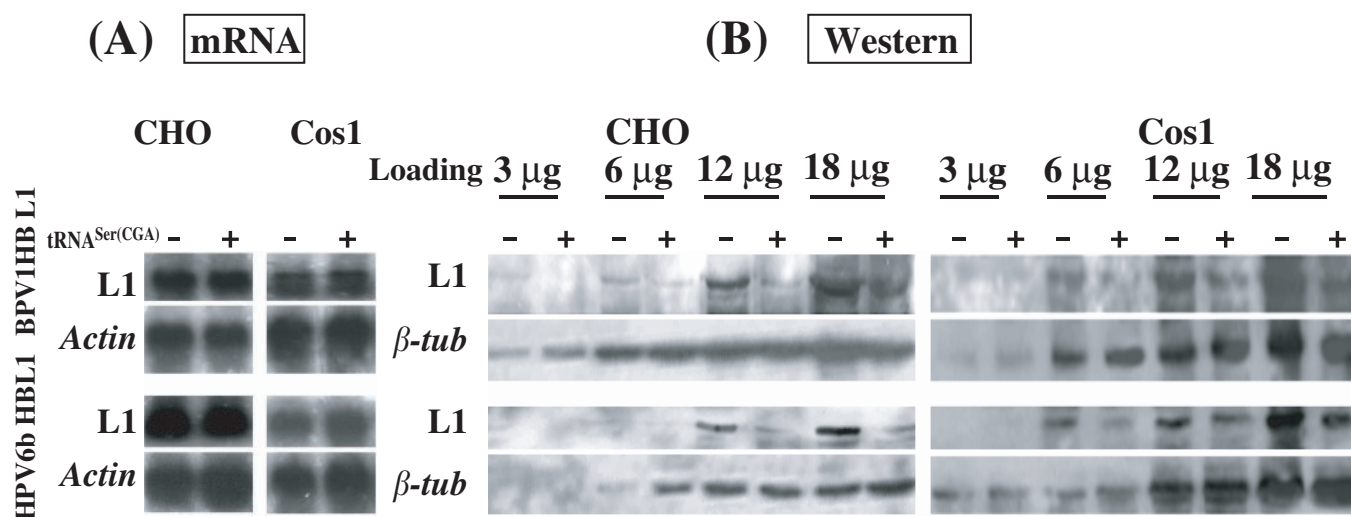 (A) mRNA (B) Western
CHO Cos1 CHO Cos1
Loading 3 μg 6 μg 12 μg 18 μg 3 μg 6 μg 12 μg 18 μg
BPV1HB L1
tRNASer(CGA) − + − + − + − + − + − + − + − + − + − +
L1 L1
Actin β-tub
HPV6b HBL1
L1 L1
Actin β-tub